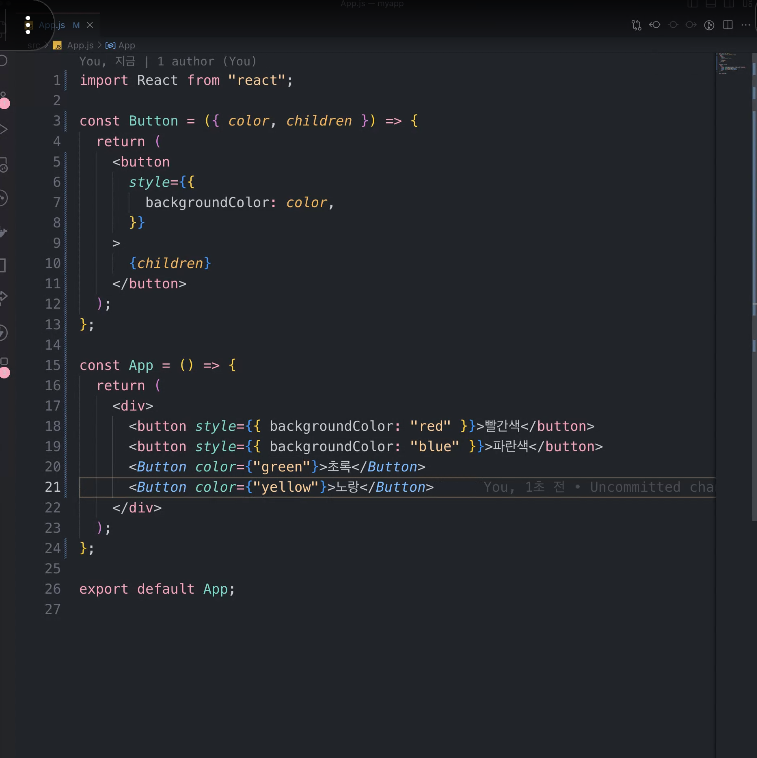 App.js — myapp
App.js M ×
src > App.js > App
You, 지금 | 1 author (You)
1 import React from "react";
2
3 const Button = ({ color, children }) => {
4 return (
5 <button
6 style={{
7 backgroundColor: color,
8 }}
9 >
10 {children}
11 </button>
12 );
13 };
14
15 const App = () => {
16 return (
17 <div>
18 <button style={{ backgroundColor: "red" }}>빨간색</button>
19 <button style={{ backgroundColor: "blue" }}>파란색</button>
20 <Button color={"green"}>초록</Button>
21 <Button color={"yellow"}>노랑</Button> You, 1초 전 • Uncommitted cha
22 </div>
23 );
24 };
25
26 export default App;
27